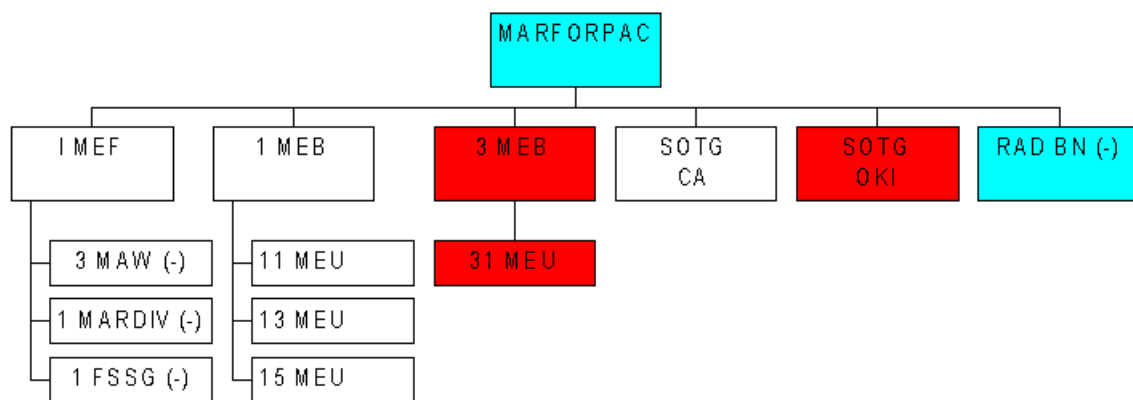 MARFORPAC
I MEF
1 MEB
3 MEB
SOTG
CA
SOTG
OKI
RAD BN (-)
3 MAW (-)
11 MEU
31 MEU
1 MARDIV (-)
13 MEU
1 FSSG (-)
15 MEU